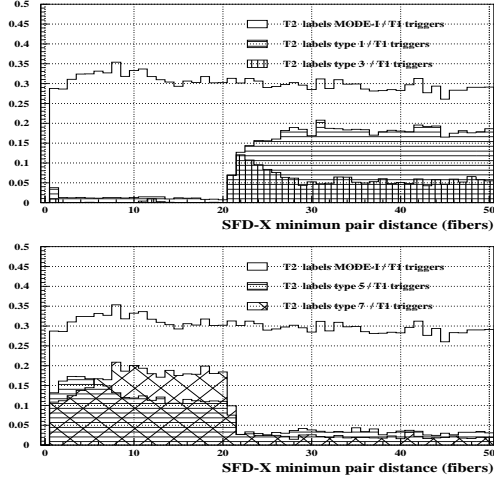 0.5
T2 labels MODE-I / T1 triggers
0.45
T2 labels type 1 / T1 triggers
0.4
T2 labels type 3 / T1 triggers
0.35
0.3
0.25
0.2
0.15
0.1
0.05
0
0 10 20 30 40 50
SFD-X minimun pair distance (fibers)
0.5
T2 labels MODE-I / T1 triggers
0.45
T2 labels type 5 / T1 triggers
0.4
T2 labels type 7 / T1 triggers
0.35
0.3
0.25
0.2
0.15
0.1
0.05
0
0 10 20 30 40 50
SFD-X minimun pair distance (fibers)